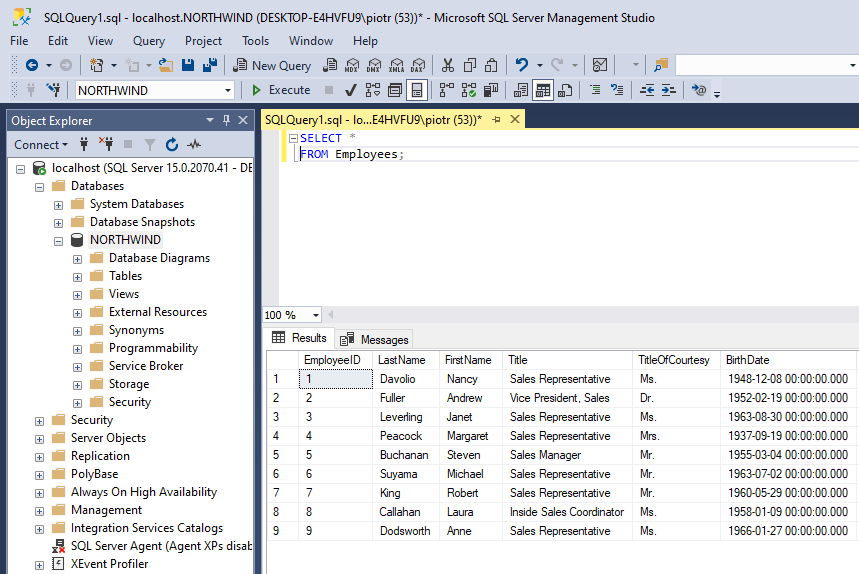 SQLQuery1.sql - localhost.NORTHWIND (DESKTOP-E4HVFU9\piotr (53))* - Microsoft SQL Server Management Studio
File Edit View Query Project Tools Window Help
New Query MDX DMX XMLA DAX
NORTHWIND Execute
Object Explorer
Connect
localhost (SQL Server 15.0.2070.41 - DE
Databases
System Databases
Database Snapshots
NORTHWIND
Database Diagrams
Tables
Views
External Resources
Synonyms
Programmability
Service Broker
Storage
Security
Security
Server Objects
Replication
PolyBase
Always On High Availability
Management
Integration Services Catalogs
SQL Server Agent (Agent XPs disab
XEvent Profiler
SQLQuery1.sql - lo...E4HVFU9\piotr (53))*
SELECT *
FROM Employees;
100 %
Results Messages
EmployeeID LastName FirstName Title TitleOfCourtesy BirthDate
1 1 Davolio Nancy Sales Representative Ms. 1948-12-08 00:00:00.000
2 2 Fuller Andrew Vice President, Sales Dr. 1952-02-19 00:00:00.000
3 3 Leverling Janet Sales Representative Ms. 1963-08-30 00:00:00.000
4 4 Peacock Margaret Sales Representative Mrs. 1937-09-19 00:00:00.000
5 5 Buchanan Steven Sales Manager Mr. 1955-03-04 00:00:00.000
6 6 Suyama Michael Sales Representative Mr. 1963-07-02 00:00:00.000
7 7 King Robert Sales Representative Mr. 1960-05-29 00:00:00.000
8 8 Callahan Laura Inside Sales Coordinator Ms. 1958-01-09 00:00:00.000
9 9 Dodsworth Anne Sales Representative Ms. 1966-01-27 00:00:00.000